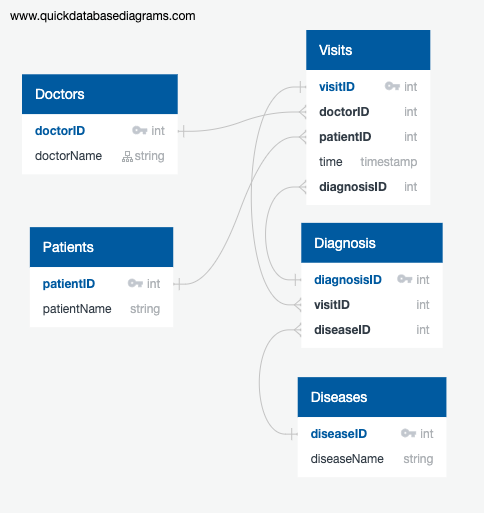 www.quickdatabasediagrams.com
Doctors
doctorID int
doctorName string
Patients
patientID int
patientName string
Visits
visitID int
doctorID int
patientID int
time timestamp
diagnosisID int
Diagnosis
diagnosisID int
visitID int
diseaseID int
Diseases
diseaseID int
diseaseName string